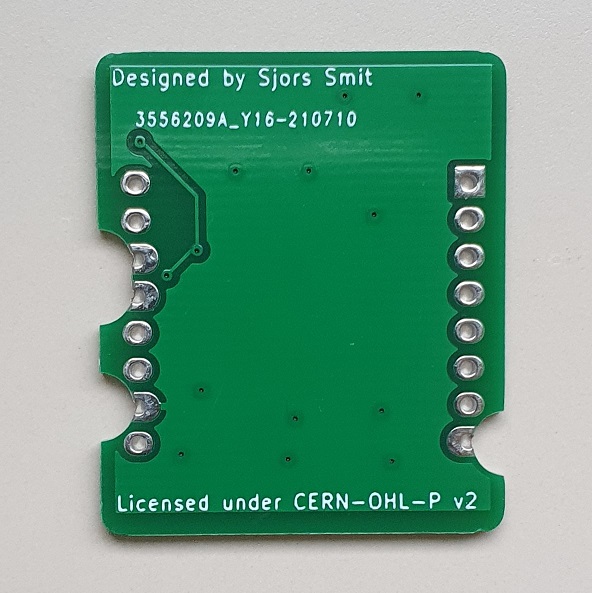 Designed by Sjors Smit
3556209A_Y16-210710
Licensed under CERN-OHL-P v2